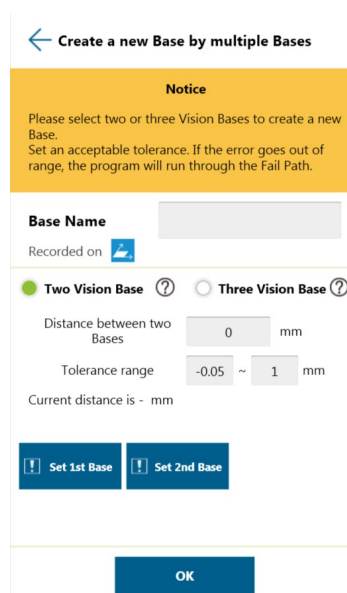 Create a new Base by multiple Bases
Notice
Please select two or three Vision Bases to create a new
Base.
Set an acceptable tolerance. If the error goes out of
range, the program will run through the Fail Path.
Base Name
Recorded on
Two Vision Base ? Three Vision Base ?
Distance between two
Bases
0 mm
Tolerance range -0.05 ~ 1 mm
Current distance is - mm
! Set 1st Base ! Set 2nd Base
OK